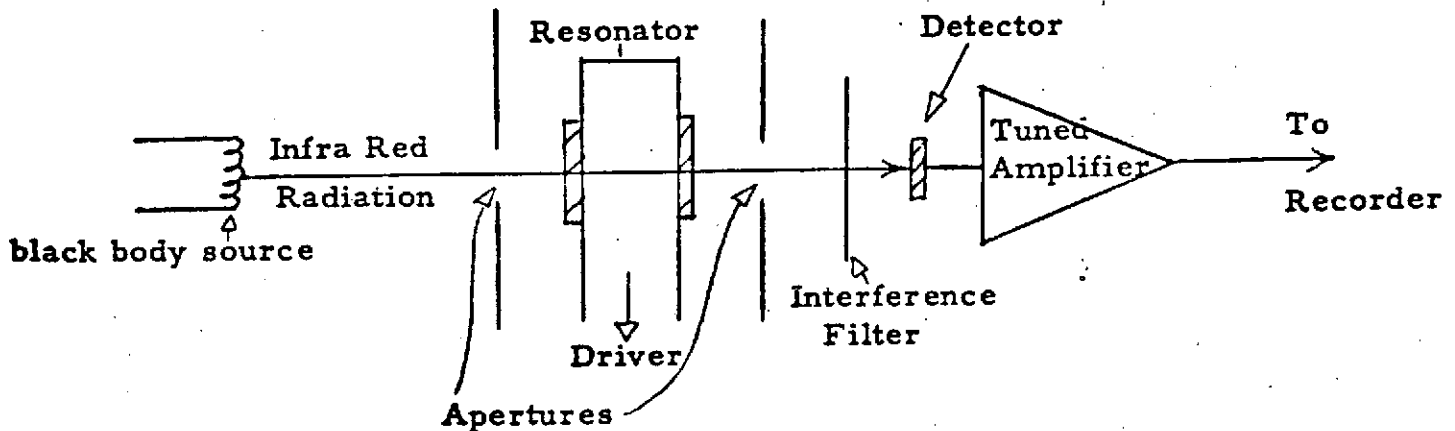 Resonator
Detector
Infra Red
Radiation
Tuned
Amplifier
To
Recorder
black body source
Interference
Filter
Driver
Apertures